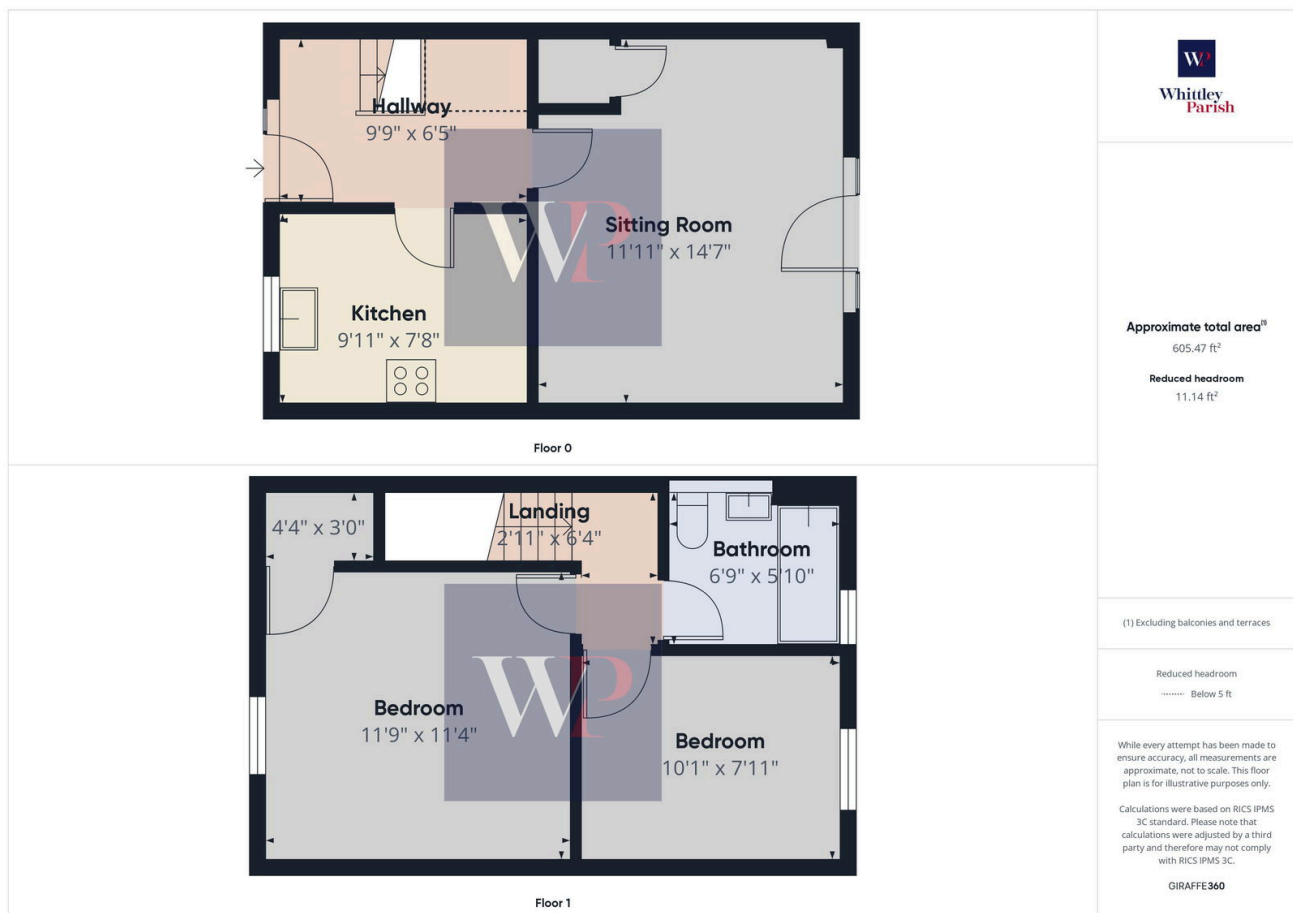 Hallway
9'9" x 6'5"
Sitting Room
11'11" x 14'7"
Kitchen
9'11" x 7'8"
WP
Floor 0
4'4" x 3'0"
Landing
2'11" x 6'4"
Bathroom
6'9" x 5'10"
Bedroom
11'9" x 11'4"
WP
Bedroom
10'1" x 7'11"
Floor 1
WP
Whittley
Parish
Approximate total area(1)
605.47 ft²
Reduced headroom
11.14 ft²
(1) Excluding balconies and terraces
Reduced headroom
Below 5 ft
While every attempt has been made to
ensure accuracy, all measurements are
approximate, not to scale. This floor
plan is for illustrative purposes only.
Calculations were based on RICS IPMS
3C standard. Please note that
calculations were adjusted by a third
party and therefore may not comply
with RICS IPMS 3C.
GIRAFFE360